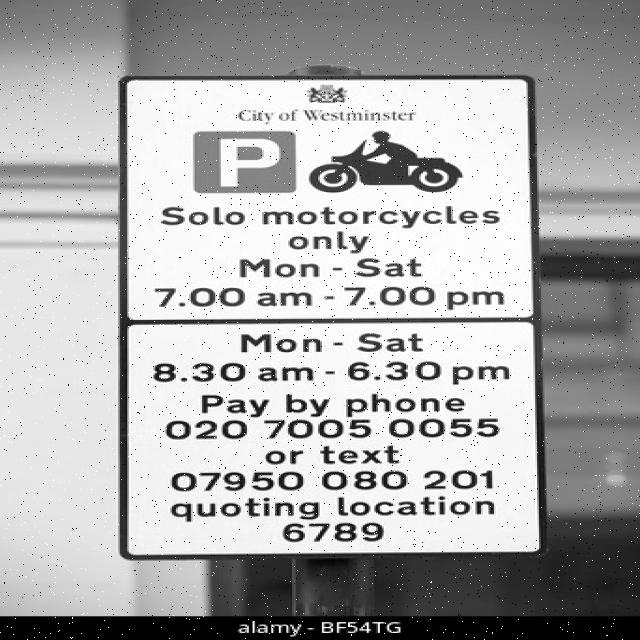 City of Westminster
P
Solo motorcycles
only
Mon - Sat
7.00 am - 7.00 pm
Mon - Sat
8.30 am - 6.30 pm
Pay by phone
020 7005 0055
or text
07950 080 201
quoting location
6789
alamy - BF54TG